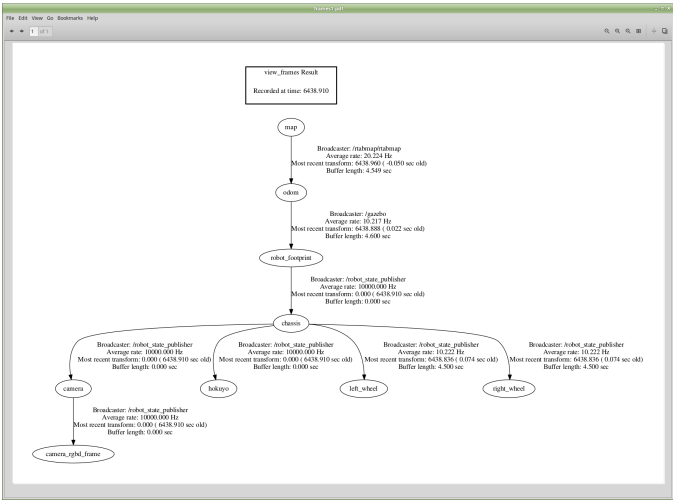 frames7.pdf
File Edit View Go Bookmarks Help
1 of 1
view_frames Result
Recorded at time: 6438.910
map
Broadcaster: /rtabmap/rtabmap
Average rate: 20.224 Hz
Most recent transform: 6438.960 ( -0.050 sec old)
Buffer length: 4.549 sec
odom
Broadcaster: /gazebo
Average rate: 10.217 Hz
Most recent transform: 6438.888 ( 0.022 sec old)
Buffer length: 4.600 sec
robot_footprint
Broadcaster: /robot_state_publisher
Average rate: 10000.000 Hz
Most recent transform: 0.000 ( 6438.910 sec old)
Buffer length: 0.000 sec
chassis
Broadcaster: /robot_state_publisher
Average rate: 10000.000 Hz
Most recent transform: 0.000 ( 6438.910 sec old)
Buffer length: 0.000 sec
Broadcaster: /robot_state_publisher
Average rate: 10000.000 Hz
Most recent transform: 0.000 ( 6438.910 sec old)
Buffer length: 0.000 sec
Broadcaster: /robot_state_publisher
Average rate: 10.222 Hz
Most recent transform: 6438.836 ( 0.074 sec old)
Buffer length: 4.500 sec
Broadcaster: /robot_state_publisher
Average rate: 10.222 Hz
Most recent transform: 6438.836 ( 0.074 sec old)
Buffer length: 4.500 sec
camera
hokuyo
left_wheel
right_wheel
Broadcaster: /robot_state_publisher
Average rate: 10000.000 Hz
Most recent transform: 0.000 ( 6438.910 sec old)
Buffer length: 0.000 sec
camera_rgbd_frame